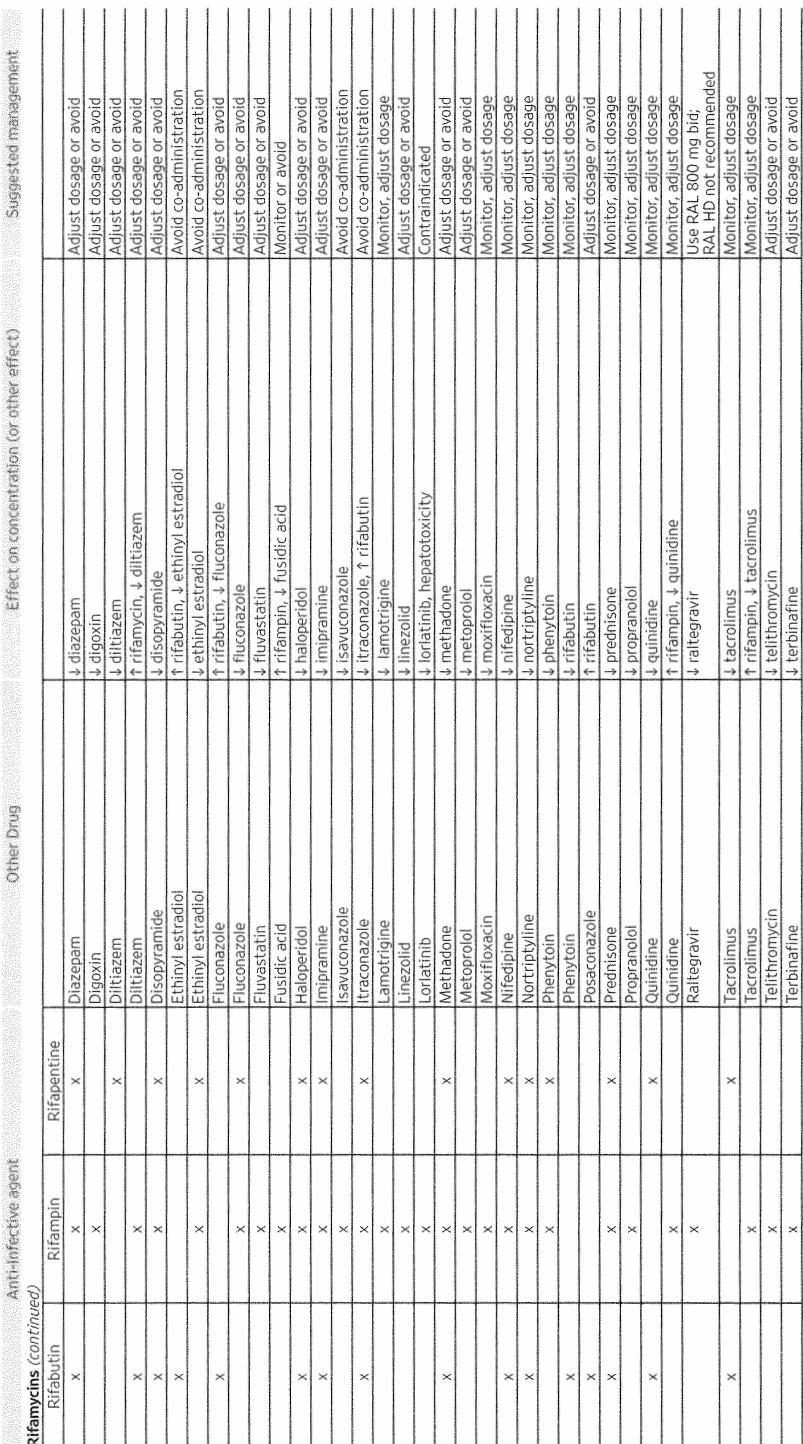 Anti-Infective agent Other Drug Effect on concentration (or other effect) Suggested management
Rifamycins (continued)
Rifabutin Rifampin Rifapentine
x x x Diazepam ↓ diazepam Adjust dosage or avoid
x Digoxin ↓ digoxin Adjust dosage or avoid
x Diltiazem ↓ diltiazem Adjust dosage or avoid
x x Diltiazem ↑ rifamycin, ↓ diltiazem Adjust dosage or avoid
x x x Disopyramide ↓ disopyramide Adjust dosage or avoid
x Ethinyl estradiol ↑ rifabutin, ↓ ethinyl estradiol Avoid co-administration
x x Ethinyl estradiol ↓ ethinyl estradiol Avoid co-administration
x Fluconazole ↑ rifabutin, ↓ fluconazole Adjust dosage or avoid
x x Fluconazole ↓ fluconazole Adjust dosage or avoid
x Fluvastatin ↓ fluvastatin Adjust dosage or avoid
x Fusidic acid ↑ rifampin, ↓ fusidic acid Monitor or avoid
x x x Haloperidol ↓ haloperidol Adjust dosage or avoid
x x x Imipramine ↓ imipramine Adjust dosage or avoid
x Isavuconazole ↓ isavuconazole Avoid co-administration
x x x Itraconazole ↓ itraconazole, ↑ rifabutin Avoid co-administration
x Lamotrigine ↓ lamotrigine Monitor, adjust dosage
x Linezolid ↓ linezolid Adjust dosage or avoid
x Lorlatinib ↓ lorlatinib, hepatotoxicity Contraindicated
x x x Methadone ↓ methadone Adjust dosage or avoid
x Metoprolol ↓ metoprolol Adjust dosage or avoid
x Moxifloxacin ↓ moxifloxacin Monitor, adjust dosage
x x x Nifedipine ↓ nifedipine Monitor, adjust dosage
x x x Nortriptyline ↓ nortriptyline Monitor, adjust dosage
x x Phenytoin ↓ phenytoin Monitor, adjust dosage
x Phenytoin ↓ rifabutin Monitor, adjust dosage
x Posaconazole ↑ rifabutin Adjust dosage or avoid
x x x Prednisone ↓ prednisone Monitor, adjust dosage
x Propranolol ↓ propranolol Monitor, adjust dosage
x x Quinidine ↓ quinidine Monitor, adjust dosage
x Quinidine ↑ rifampin, ↓ quinidine Monitor, adjust dosage
x Raltegravir ↓ raltegravir Use RAL 800 mg bid;
RAL HD not recommended
x x Tacrolimus ↓ tacrolimus Monitor, adjust dosage
x Tacrolimus ↑ rifampin, ↓ tacrolimus Monitor, adjust dosage
x Telithromycin ↓ telithromycin Adjust dosage or avoid
x Terbinafine ↓ terbinafine Adjust dosage or avoid